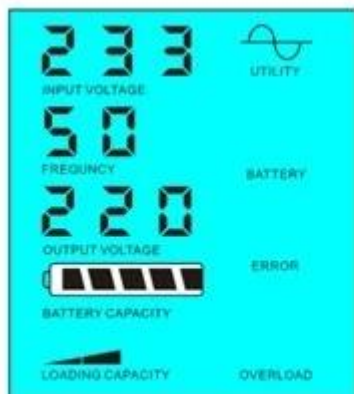 233
INPUT VOLTAGE
UTILITY
50
FREQUNCY
BATTERY
220
OUTPUT VOLTAGE
ERROR
BATTERY CAPACITY
LOADING CAPACITY
OVERLOAD